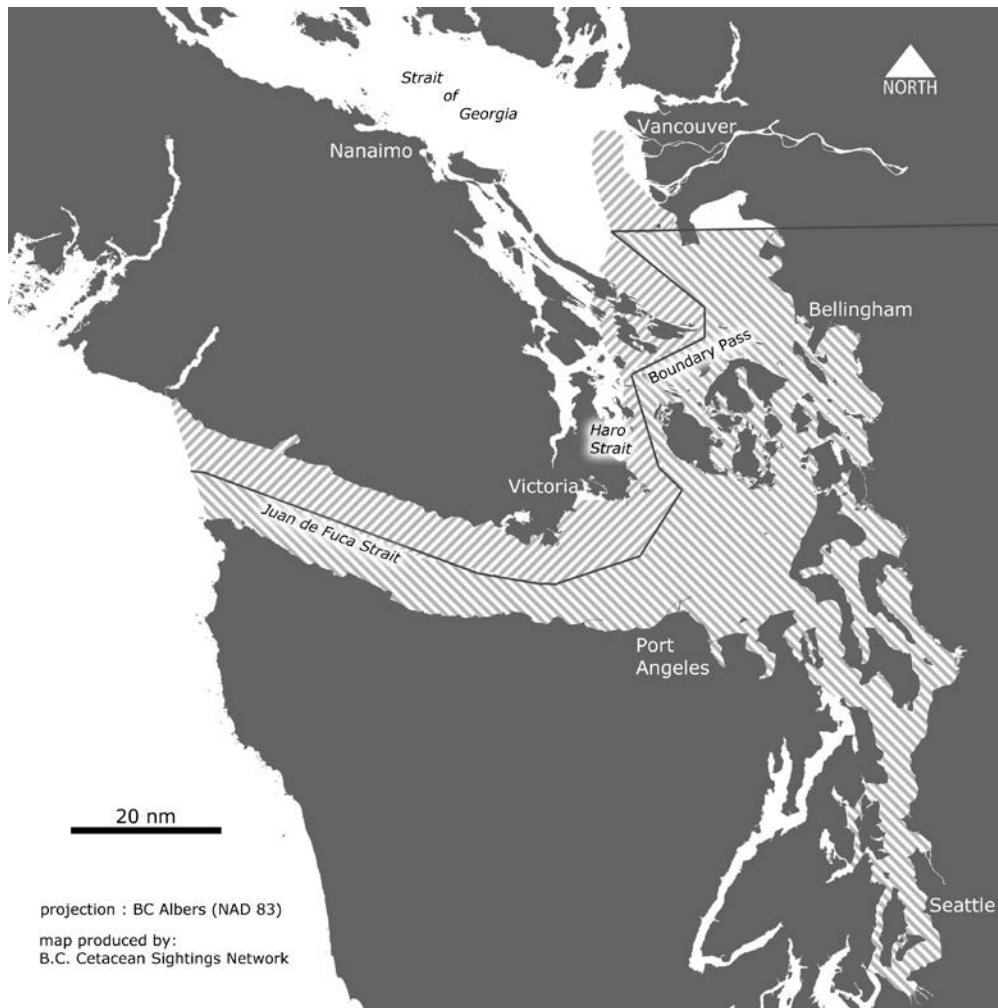 Strait
of
Georgia
NORTH
Vancouver
Nanaimo
Bellingham
Boundary Pass
Haro
Strait
Victoria
Juan de Fuca Strait
Port
Angeles
20 nm
projection : BC Albers (NAD 83)
Seattle
map produced by:
B.C. Cetacean Sightings Network